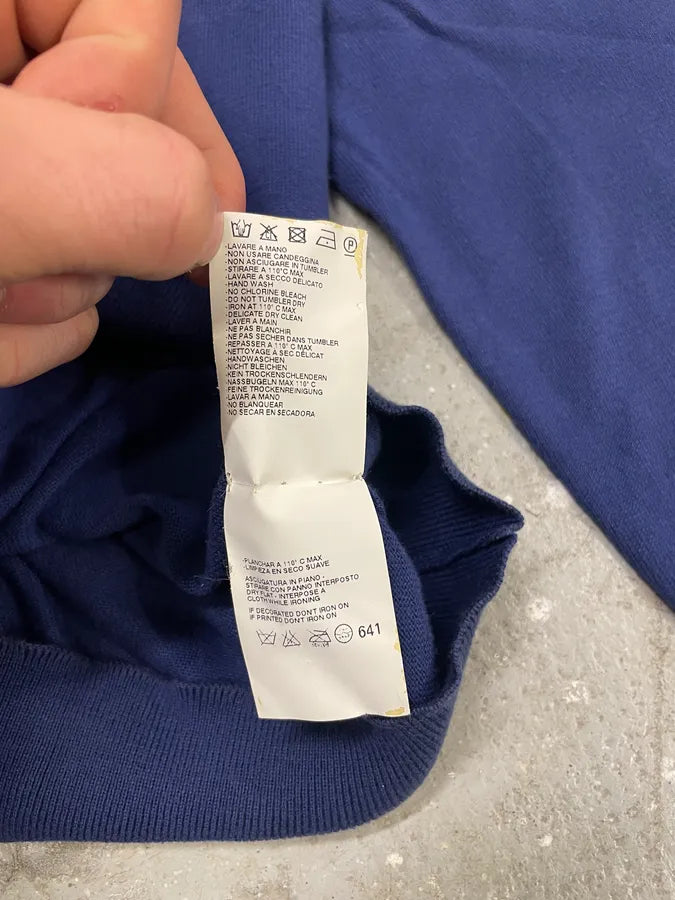 -LAVARE A MANO
-NON USARE CANDEGGINA
-NON ASCIUGARE IN TUMBLER
-STIRARE A 110°C MAX
-LAVARE A SECCO DELICATO
-HAND WASH
-NO CHLORINE BLEACH
-DO NOT TUMBLER DRY
-IRON AT 110° C MAX
-DELICATE DRY CLEAN
-LAVER A MAIN
-NE PAS BLANCHIR
-NE PAS SECHER DANS TUMBLER
-REPASSER A 110° C MAX
-NETTOYAGE A SEC DÉLICAT
-HANDWASCHEN
-NICHT BLEICHEN
-KEIN TROCKENSCHLENDERN
-NASSBUGELN MAX 110° C
-FEINE TROCKENREINIGUNG
-LAVAR A MANO
-NO BLANQUEAR
-NO SECAR EN SECADORA
-PLANCHAR A 110° C MAX
-LIMPIEZA EN SECO SUAVE
ASCIUGATURA IN PIANO -
STIRARE CON PANNO INTERPOSTO
DRY FLAT - INTERPOSE A
CLOTH WHILE IRONING
IF DECORATED DON'T IRON ON
IF PRINTED DON'T IRON ON
641